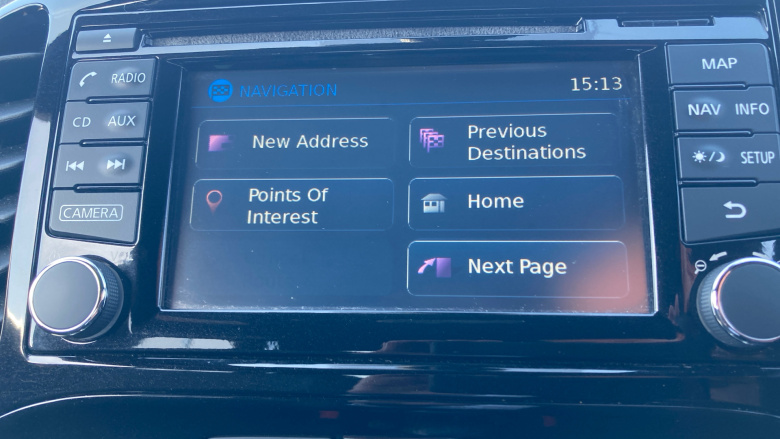 RADIO
CD AUX
CAMERA
NAVIGATION
15:13
New Address
Previous
Destinations
Points Of
Interest
Home
Next Page
MAP
NAV INFO
SETUP